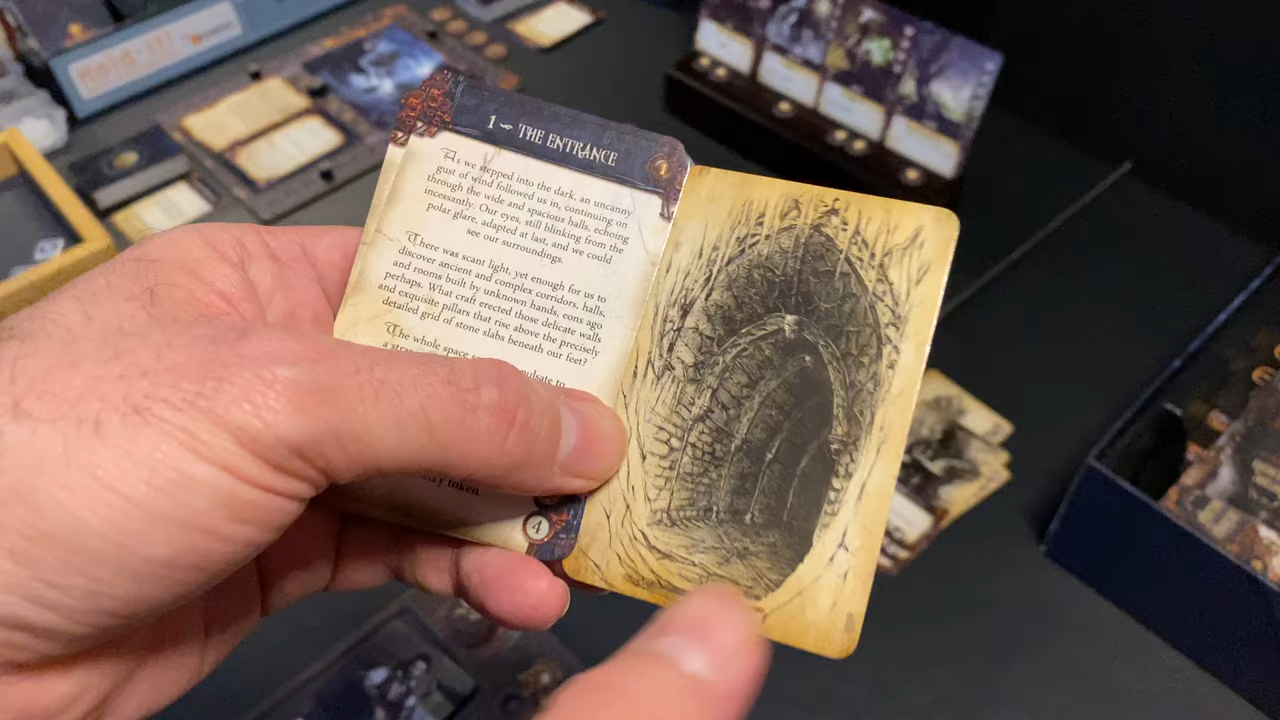 1 ~ THE ENTRANCE
As we stepped into the dark, an uncanny
gust of wind followed us in, continuing on
through the wide and spacious halls, echoing
incessantly. Our eyes, still blinking from the
polar glare, adapted at last, and we could
see our surroundings.
There was scant light, yet enough for us to
discover ancient and complex corridors, halls,
and rooms built by unknown hands, eons ago
perhaps. What craft erected those delicate walls
and exquisite pillars that rise above the precisely
detailed grid of stone slabs beneath our feet?
The whole space
pulsate to
token.
4